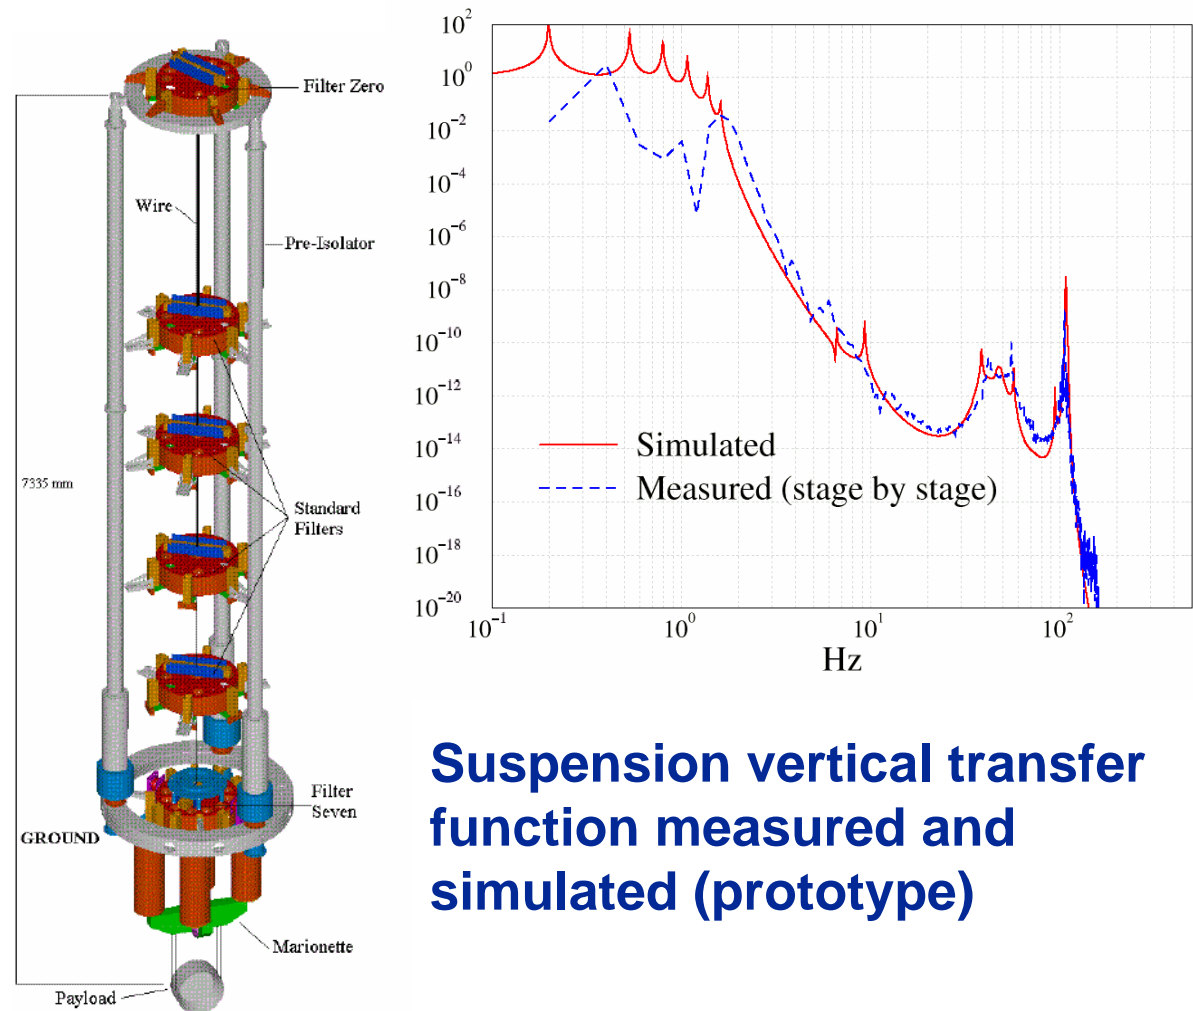 Filter Zero
Wire
Pre-Isolator
7335 mm
Standard
Filters
Filter
Seven
GROUND
Marionette
Payload
10^2
10^0
10^−2
10^−4
10^−6
10^−8
10^−10
10^−12
10^−14
10^−16
10^−18
10^−20
10^−1
10^0
10^1
10^2
Hz
Simulated
Measured (stage by stage)
Suspension vertical transfer
function measured and
simulated (prototype)